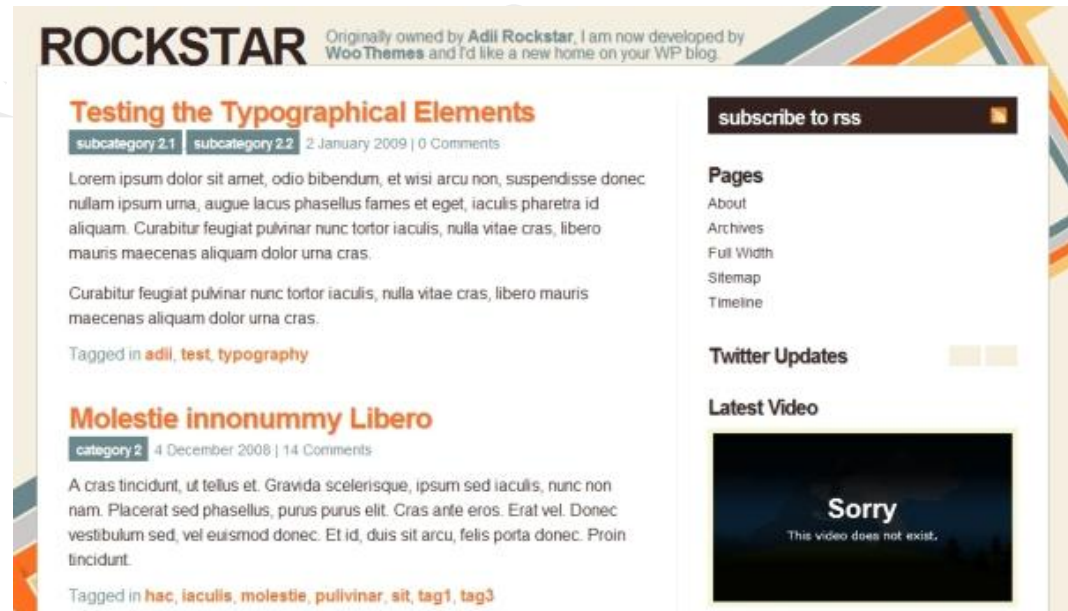 ROCKSTAR
Originally owned by Adii Rockstar, I am now developed by
WooThemes and I'd like a new home on your WP blog.
Testing the Typographical Elements
subcategory 2.1, subcategory 2.2 2 January 2009 | 0 Comments
Lorem ipsum dolor sit amet, odio bibendum, et wisi arcu non, suspendisse donec
nullam ipsum urna, augue lacus phasellus fames et eget, iaculis pharetra id
aliquam. Curabitur feugiat pulvinar nunc tortor iaculis, nulla vitae cras, libero
mauris maecenas aliquam dolor urna cras.
Curabitur feugiat pulvinar nunc tortor iaculis, nulla vitae cras, libero mauris
maecenas aliquam dolor urna cras.
Tagged in adii, test, typography
Molestie innonummy Libero
category 2 4 December 2008 | 14 Comments
A cras tincidunt, ut tellus et. Gravida scelerisque, ipsum sed iaculis, nunc non
nam. Placerat sed phasellus, purus purus elit. Cras ante eros. Erat vel. Donec
vestibulum sed, vel euismod donec. Et id, duis sit arcu, felis porta donec. Proin
tincidunt.
Tagged in hac, iaculis, molestie, pulivinar, sit, tag1, tag3
subscribe to rss
Pages
About
Archives
Full Width
Sitemap
Timeline
Twitter Updates
Latest Video
Sorry
This video does not exist.